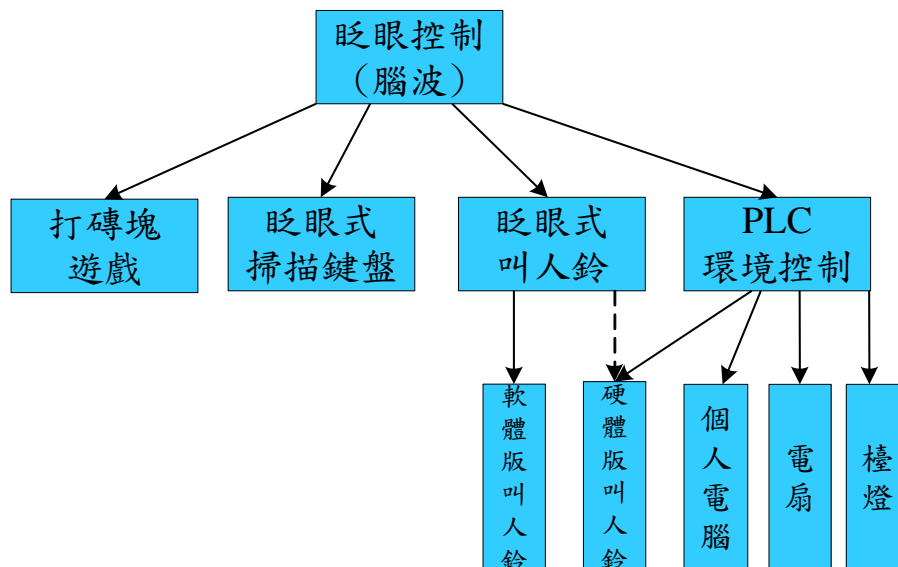 眨眼控制
（腦波）
打磚塊
遊戲
眨眼式
掃描鍵盤
眨眼式
叫人鈴
PLC
環境控制
軟體版叫人鈴
硬體版叫人鈴
個人電腦
電扇
檯燈